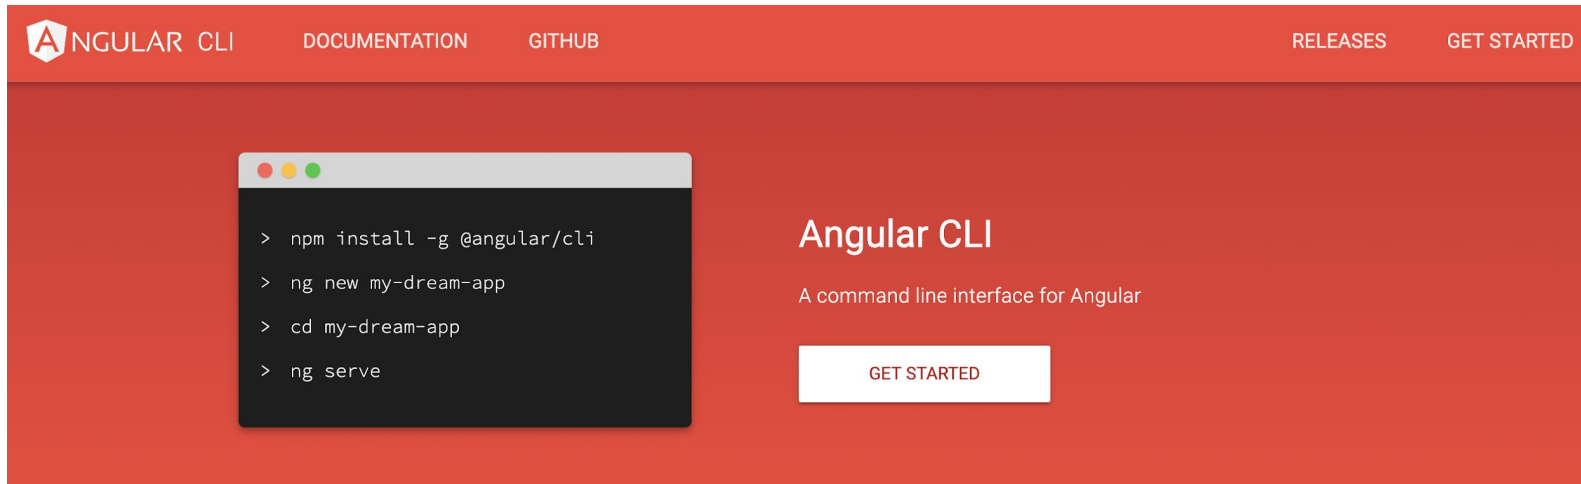 ANGULAR CLI
DOCUMENTATION
GITHUB
RELEASES
GET STARTED
> npm install -g @angular/cli
> ng new my-dream-app
> cd my-dream-app
> ng serve
Angular CLI
A command line interface for Angular
GET STARTED